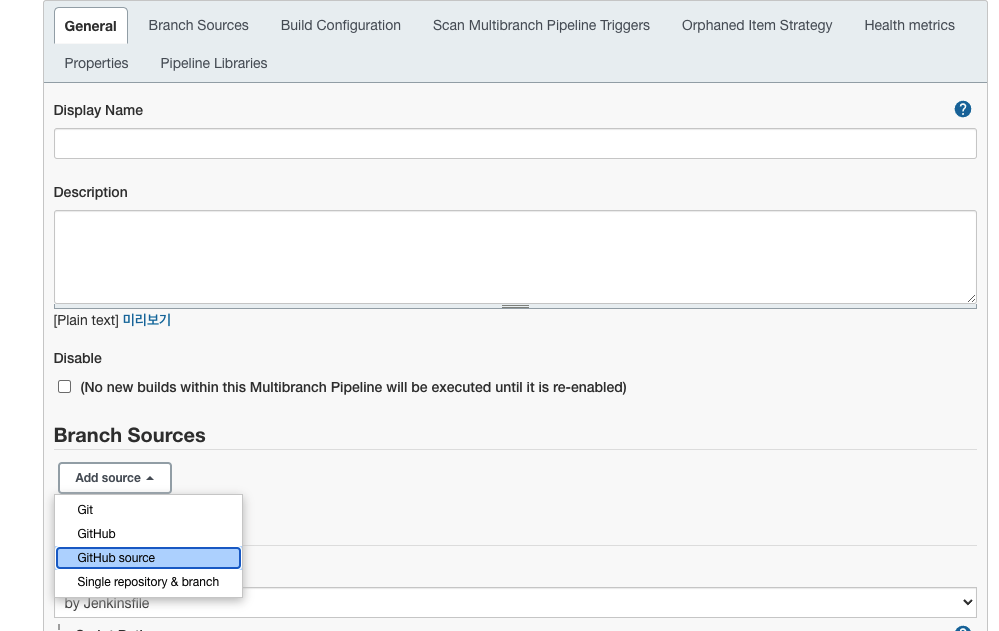 General Branch Sources Build Configuration Scan Multibranch Pipeline Triggers Orphaned Item Strategy Health metrics
Properties Pipeline Libraries
Display Name
Description
[Plain text] 미리보기
Disable
(No new builds within this Multibranch Pipeline will be executed until it is re-enabled)
Branch Sources
Add source
Git
GitHub
GitHub source
Single repository & branch
by Jenkinsfile